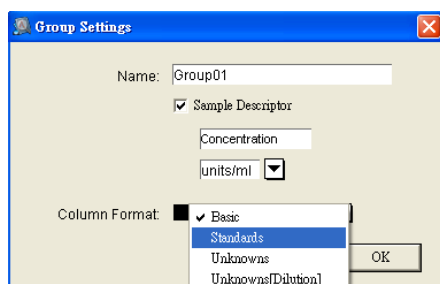 Group Settings
Name: Group01
Sample Descriptor
Concentration
units/ml
Column Format: Basic
Standards
Unknowns
OK
Unknowns[Dilution]